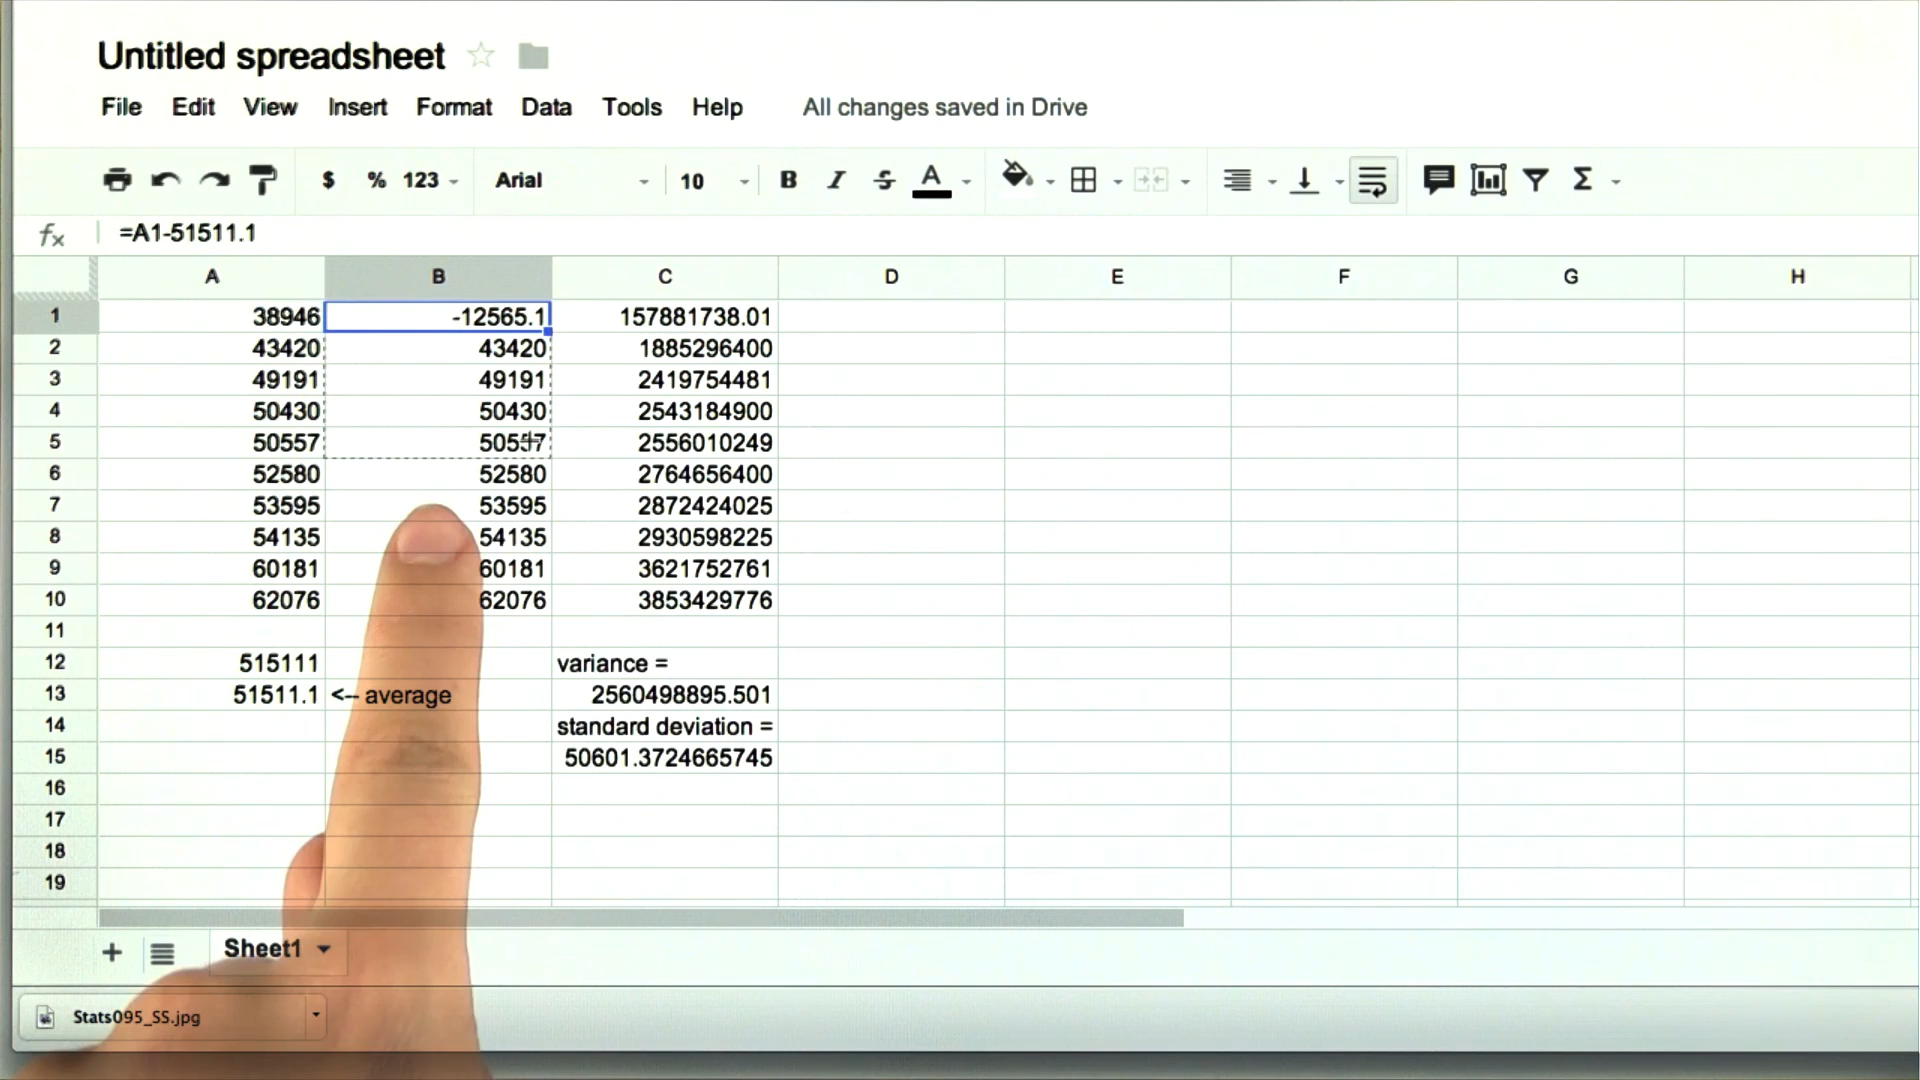 Untitled spreadsheet
File Edit View Insert Format Data Tools Help All changes saved in Drive
$ % 123 Arial 10 B I S A Σ
fx =A1-51511.1
A B C D E F G H
1 38946 -12565.1 157881738.01
2 43420 43420 1885296400
3 49191 49191 2419754481
4 50430 50430 2543184900
5 50557 50557 2556010249
6 52580 52580 2764656400
7 53595 53595 2872424025
8 54135 54135 2930598225
9 60181 60181 3621752761
10 62076 62076 3853429776
11
12 515111 variance =
13 51511.1 <-- average 2560498895.501
14 standard deviation =
15 50601.3724665745
16
17
18
19
+ Sheet1
Stats095_SS.jpg